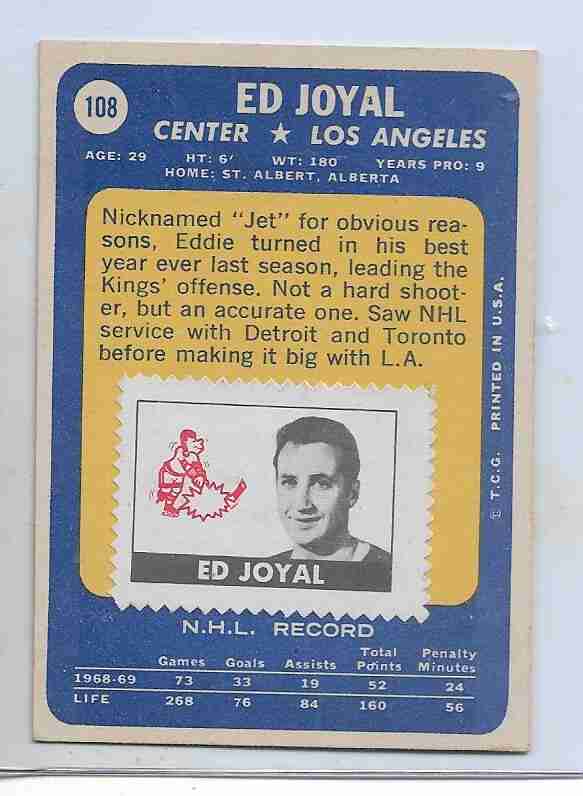 108
ED JOYAL
CENTER ★ LOS ANGELES
AGE: 29 HT: 6' WT: 180 YEARS PRO: 9
HOME: ST. ALBERT, ALBERTA
Nicknamed "Jet" for obvious rea-
sons, Eddie turned in his best
year ever last season, leading the
Kings' offense. Not a hard shoot-
er, but an accurate one. Saw NHL
service with Detroit and Toronto
before making it big with L.A.
© T.C.G. PRINTED IN U.S.A.
ED JOYAL
N.H.L. RECORD
Games Goals Assists Total Points Penalty Minutes
1968-69 73 33 19 52 24
LIFE 268 76 84 160 56